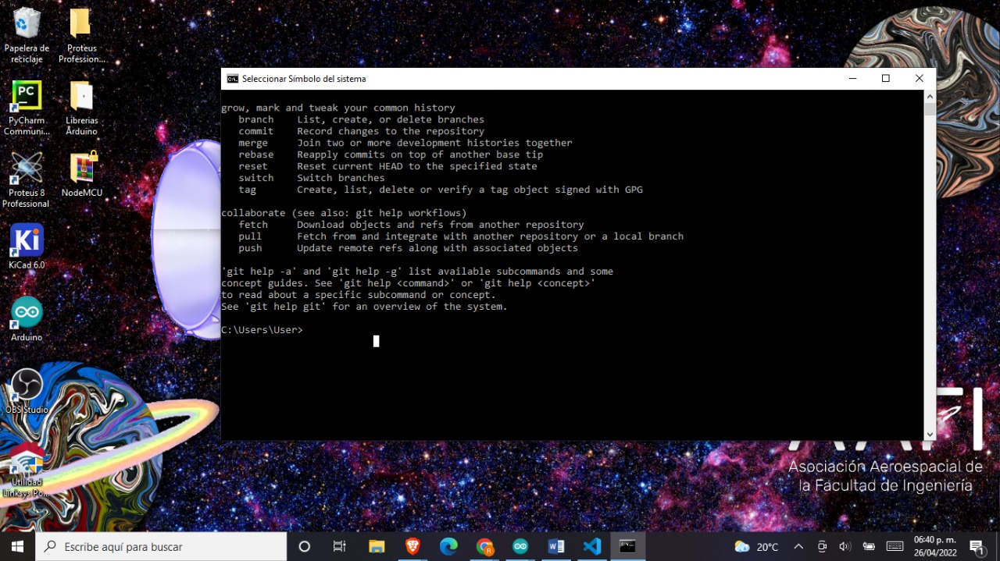 Papelera de
reciclaje
Proteus
Profession...
PC
PyCharm
Communi...
Librerias
Arduino
Proteus 8
Professional
NodeMCU
Ki
KiCad 6.0
Arduino
OBS Studio
Utilidad
Linksys Po...
C:\.
Seleccionar Símbolo del sistema
grow, mark and tweak your common history
branch List, create, or delete branches
commit Record changes to the repository
merge Join two or more development histories together
rebase Reapply commits on top of another base tip
reset Reset current HEAD to the specified state
switch Switch branches
tag Create, list, delete or verify a tag object signed with GPG
collaborate (see also: git help workflows)
fetch Download objects and refs from another repository
pull Fetch from and integrate with another repository or a local branch
push Update remote refs along with associated objects
'git help -a' and 'git help -g' list available subcommands and some
concept guides. See 'git help <command>' or 'git help <concept>'
to read about a specific subcommand or concept.
See 'git help git' for an overview of the system.
C:\Users\User>
Asociación Aeroespacial de
la Facultad de Ingeniería
Escribe aquí para buscar
20°C
06:40 p. m.
26/04/2022
1